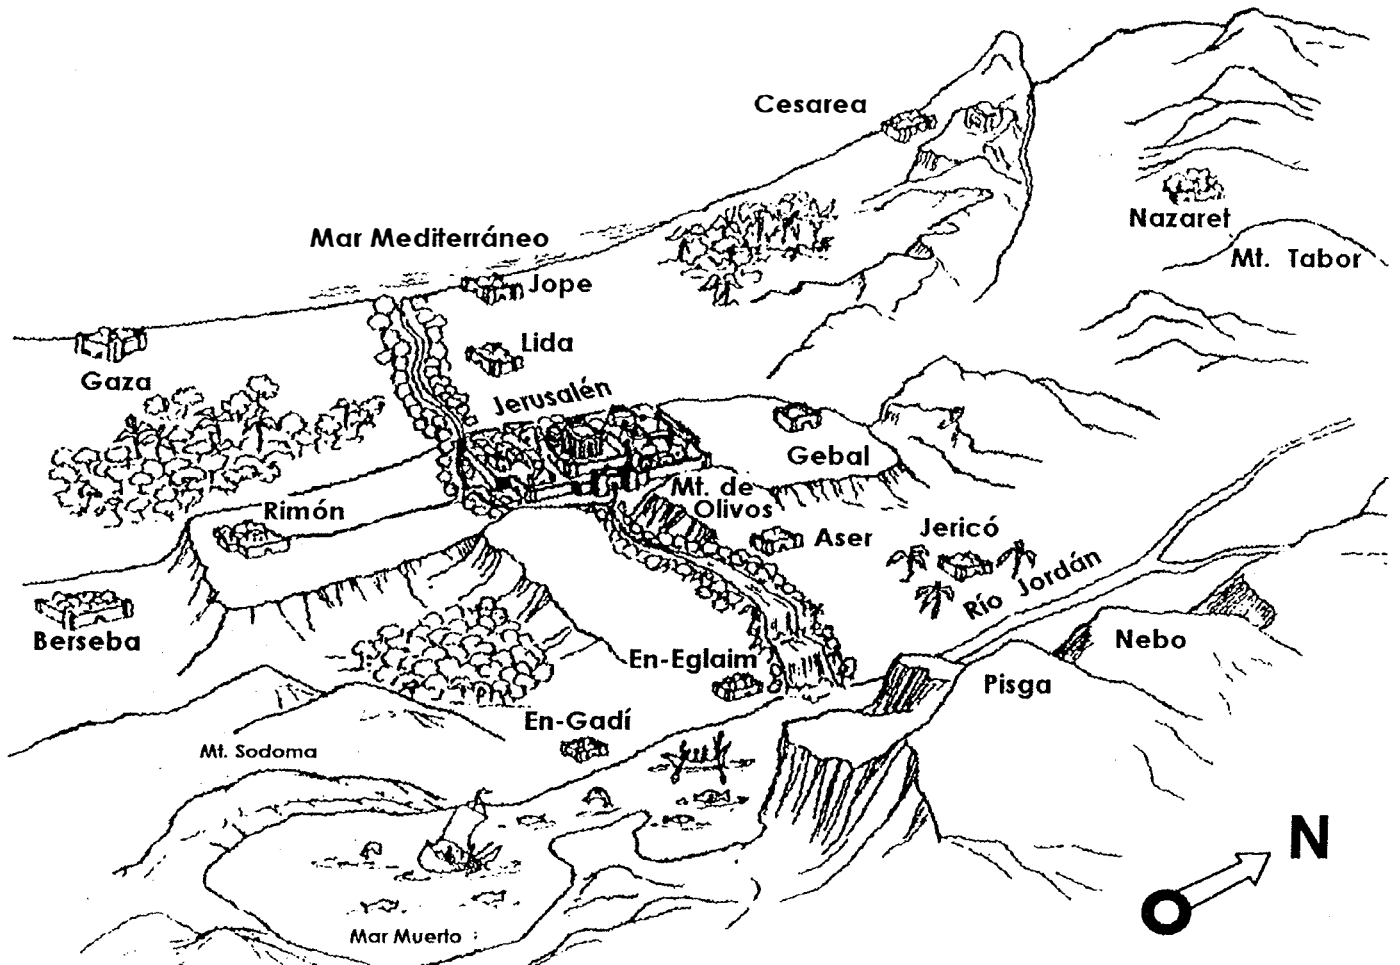 Cesarea
Nazaret
Mar Mediterráneo
Mt. Tabor
Jope
Lida
Gaza
Jerusalén
Gebal
Mt. de
Olivos
Rimón
Aser
Jericó
Río Jordán
Berseba
Nebo
En-Eglaim
Pisga
En-Gadí
Mt. Sodoma
N
Mar Muerto